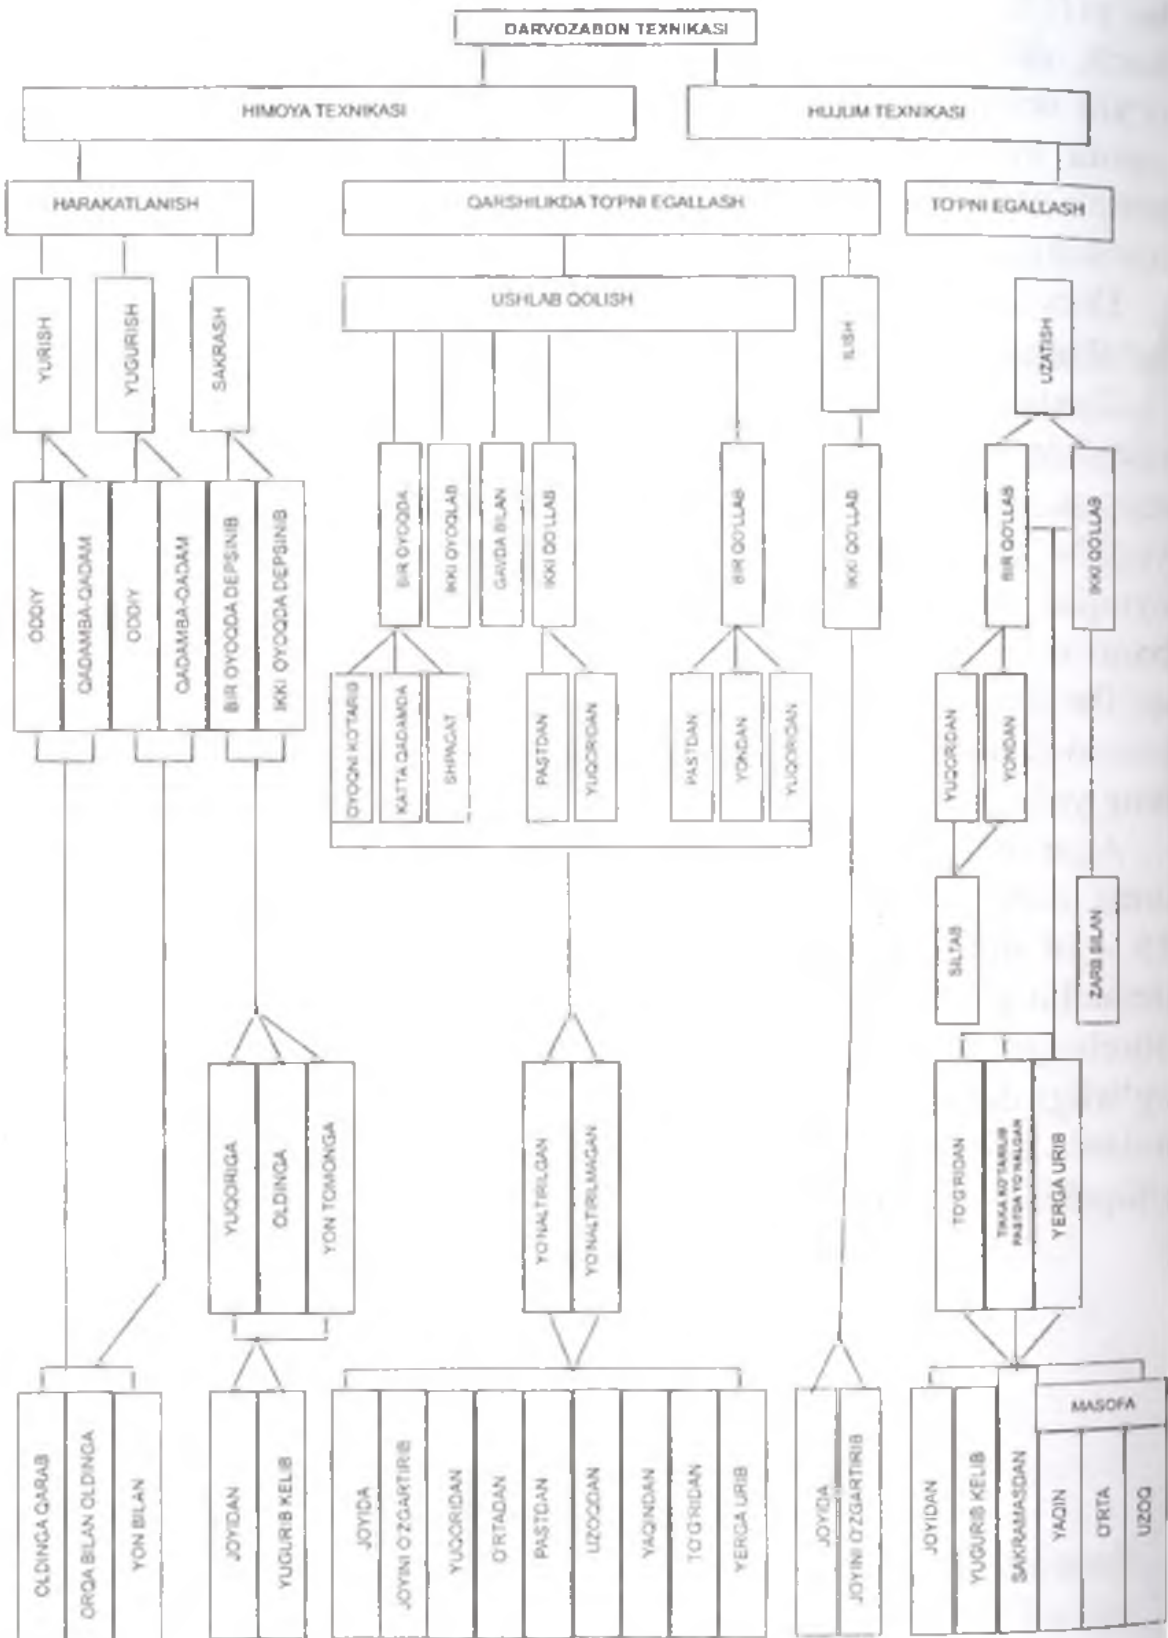 DARVOZABON TEXNIKASI
HIMOYA TEXNIKASI
HUJUM TEXNIKASI
HARAKATLANISH
QARSHILIKDA TO'PNI EGALLASH
TO'PNI EGALLASH
YURISH
YUGURISH
SAKRASH
USHLAB QOLISH
ILISH
UZATISH
ODDIY
QADAMBA-QADAM
ODDIY
QADAMBA-QADAM
BIR OYOQDA DEPSINIB
IKKI OYOQDA DEPSINIB
BIR OYOQDA
IKKI OYOQLAB
GAVDA BILAN
IKKI QO'LLAB
BIR QO'LLAB
IKKI QO'LLAB
BIR QO'LLAB
IKKI QO'LLAB
OYOQNI KO'TARIB
KATTA QADAMDA
SHPAGAT
PASTDAN
YUQORIDAN
PASTDAN
YONDAN
YUQORIDAN
YUQORIDAN
YONDAN
SILTAB
ZARB BILAN
YUQORIGA
OLDINGA
YON TOMONGA
YO'NALTIRILGAN
YO'NALTIRILMAGAN
TO'G'RIDAN
TIKKA KO'TARILIB
PASTDA YO'NALGAN
YERGA URIB
OLDINGA QARAB
ORQA BILAN OLDINGA
YON BILAN
JOYIDAN
YUGURIB KELIB
JOYIDA
JOYINI O'ZGARTIRIB
YUQORIDAN
O'RTADAN
PASTDAN
UZOQDAN
YAQINDAN
TO'G'RIDAN
YERGA URIB
JOYIDA
JOYINI O'ZGARTIRIB
JOYIDAN
YUGURIB KELIB
SAKRAMASDAN
MASOFA
YAQIN
O'RTA
UZOQ